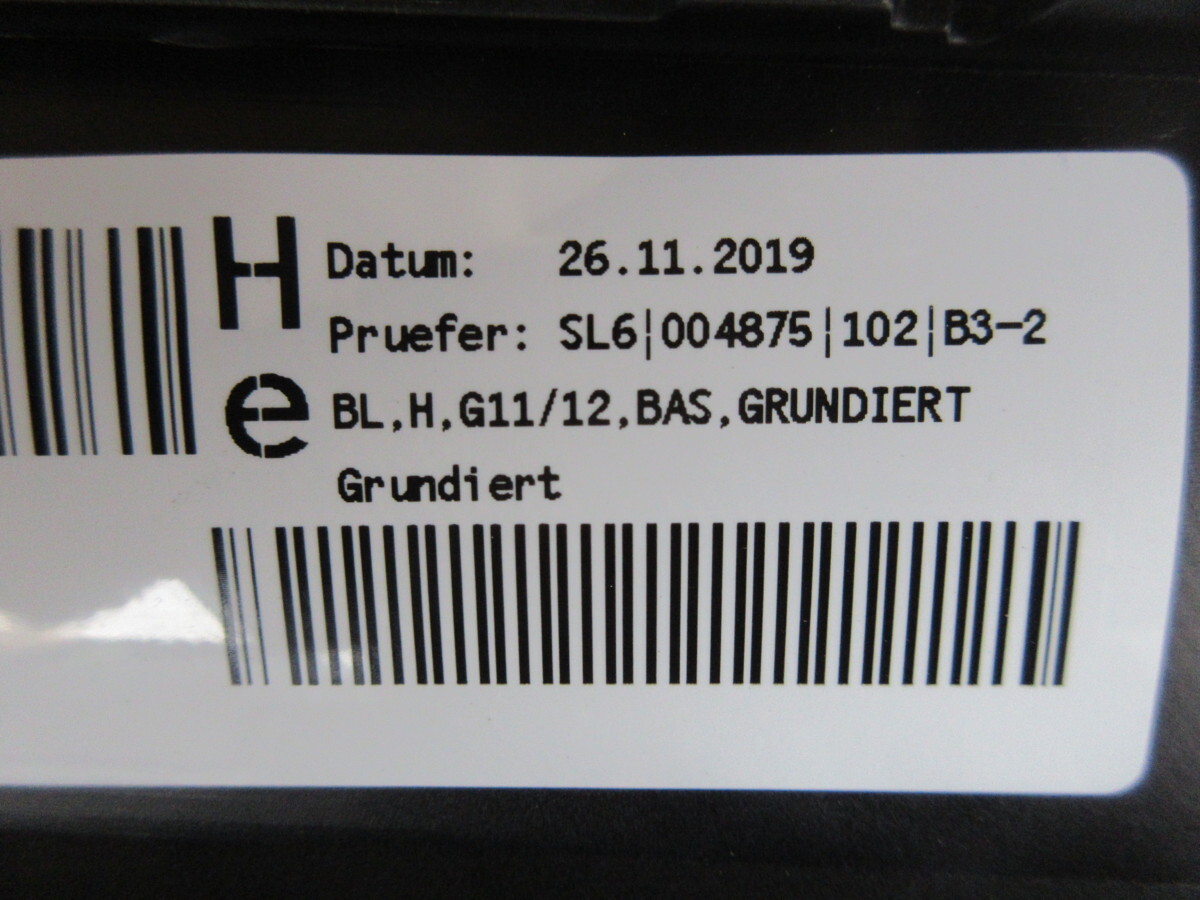 H
Datum: 26.11.2019
Pruefer: SL6|004875|102|B3-2
e
BL,H,G11/12,BAS,GRUNDIERT
Grundiert